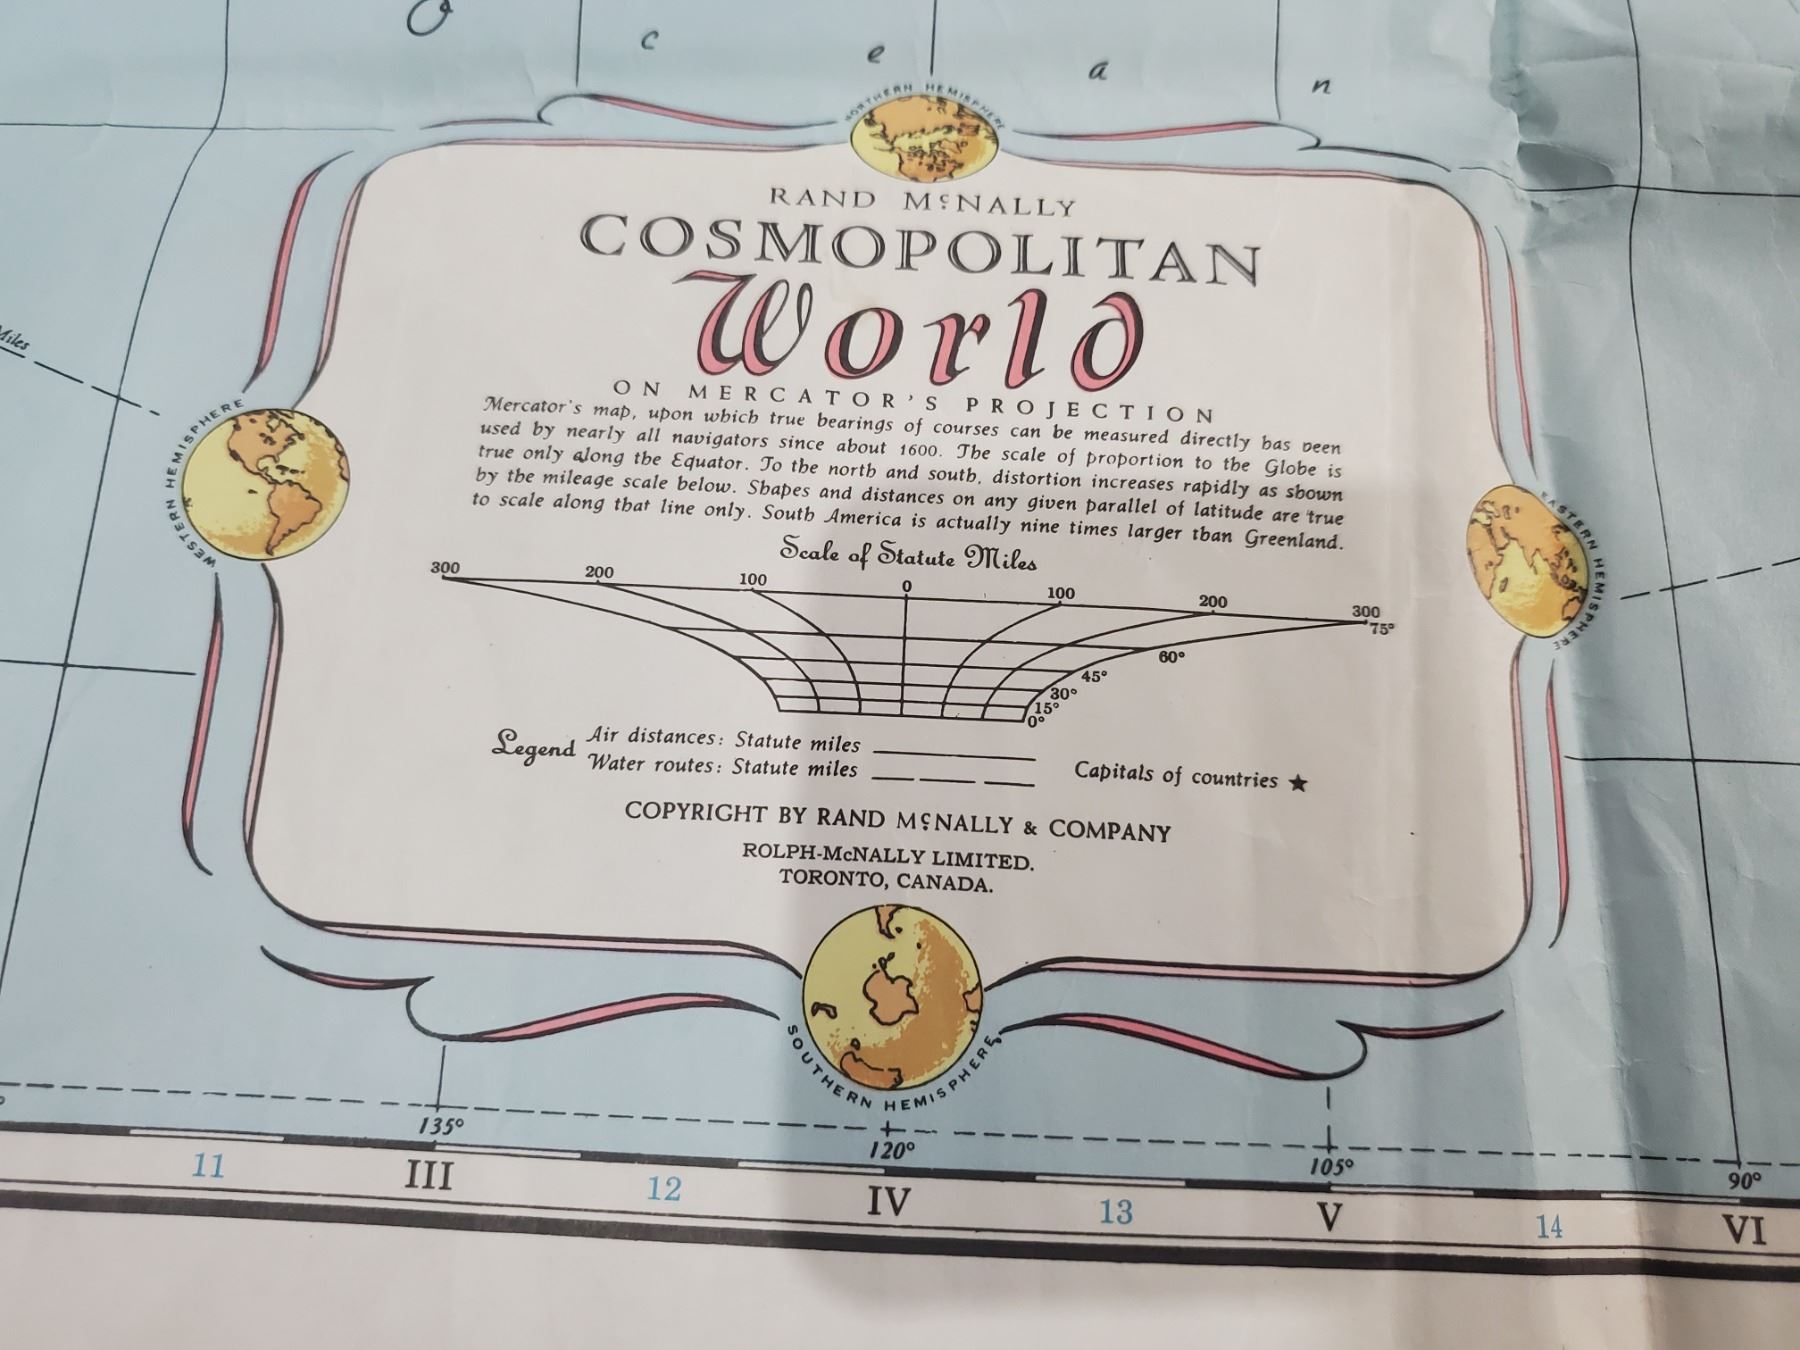 O c e a n
NORTHERN HEMISPHERE
RAND McNALLY
COSMOPOLITAN
World
ON MERCATOR'S PROJECTION
Mercator's map, upon which true bearings of courses can be measured directly has been
used by nearly all navigators since about 1600. The scale of proportion to the Globe is
true only along the Equator. To the north and south, distortion increases rapidly as shown
by the mileage scale below. Shapes and distances on any given parallel of latitude are true
to scale along that line only. South America is actually nine times larger than Greenland.
Miles
WESTERN HEMISPHERE
EASTERN HEMISPHERE
Scale of Statute Miles
300 200 100 0 100 200 300
75°
60°
45°
30°
15°
0°
Legend
Air distances: Statute miles
Water routes: Statute miles
Capitals of countries ★
COPYRIGHT BY RAND McNALLY & COMPANY
ROLPH-McNALLY LIMITED.
TORONTO, CANADA.
SOUTHERN HEMISPHERE
135° 120° 105° 90°
11 III 12 IV 13 V 14 VI